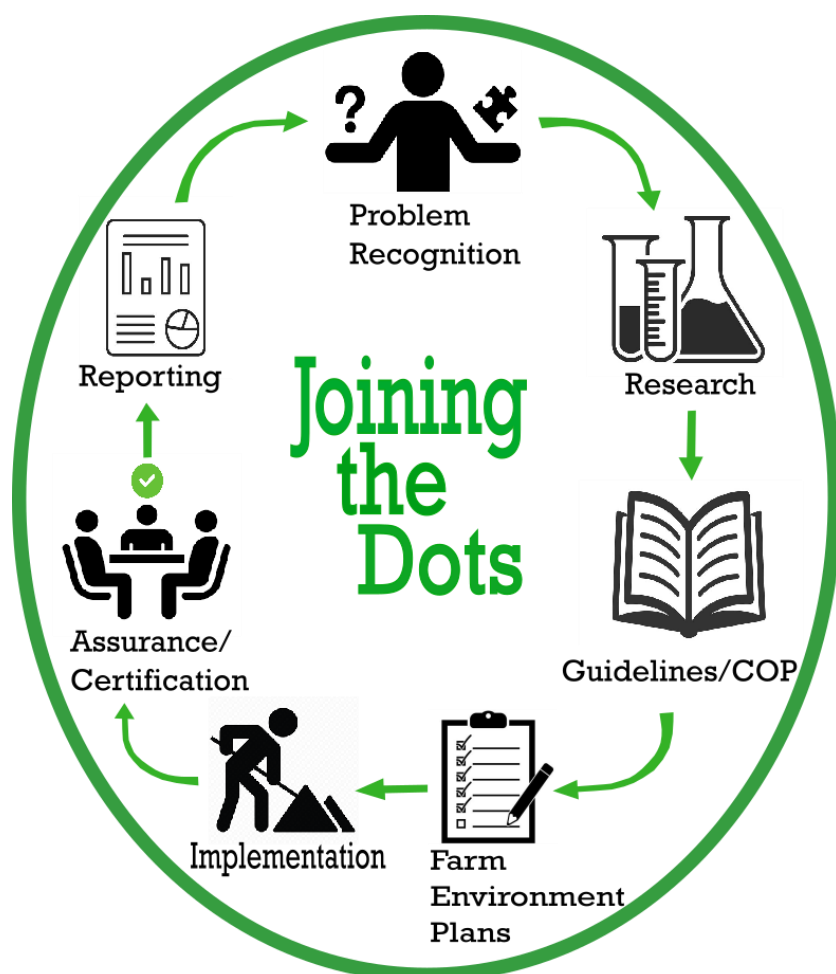 ?
Problem
Recognition
Research
Guidelines/COP
Farm
Environment
Plans
Implementation
Assurance/
Certification
Reporting
Joining
the
Dots